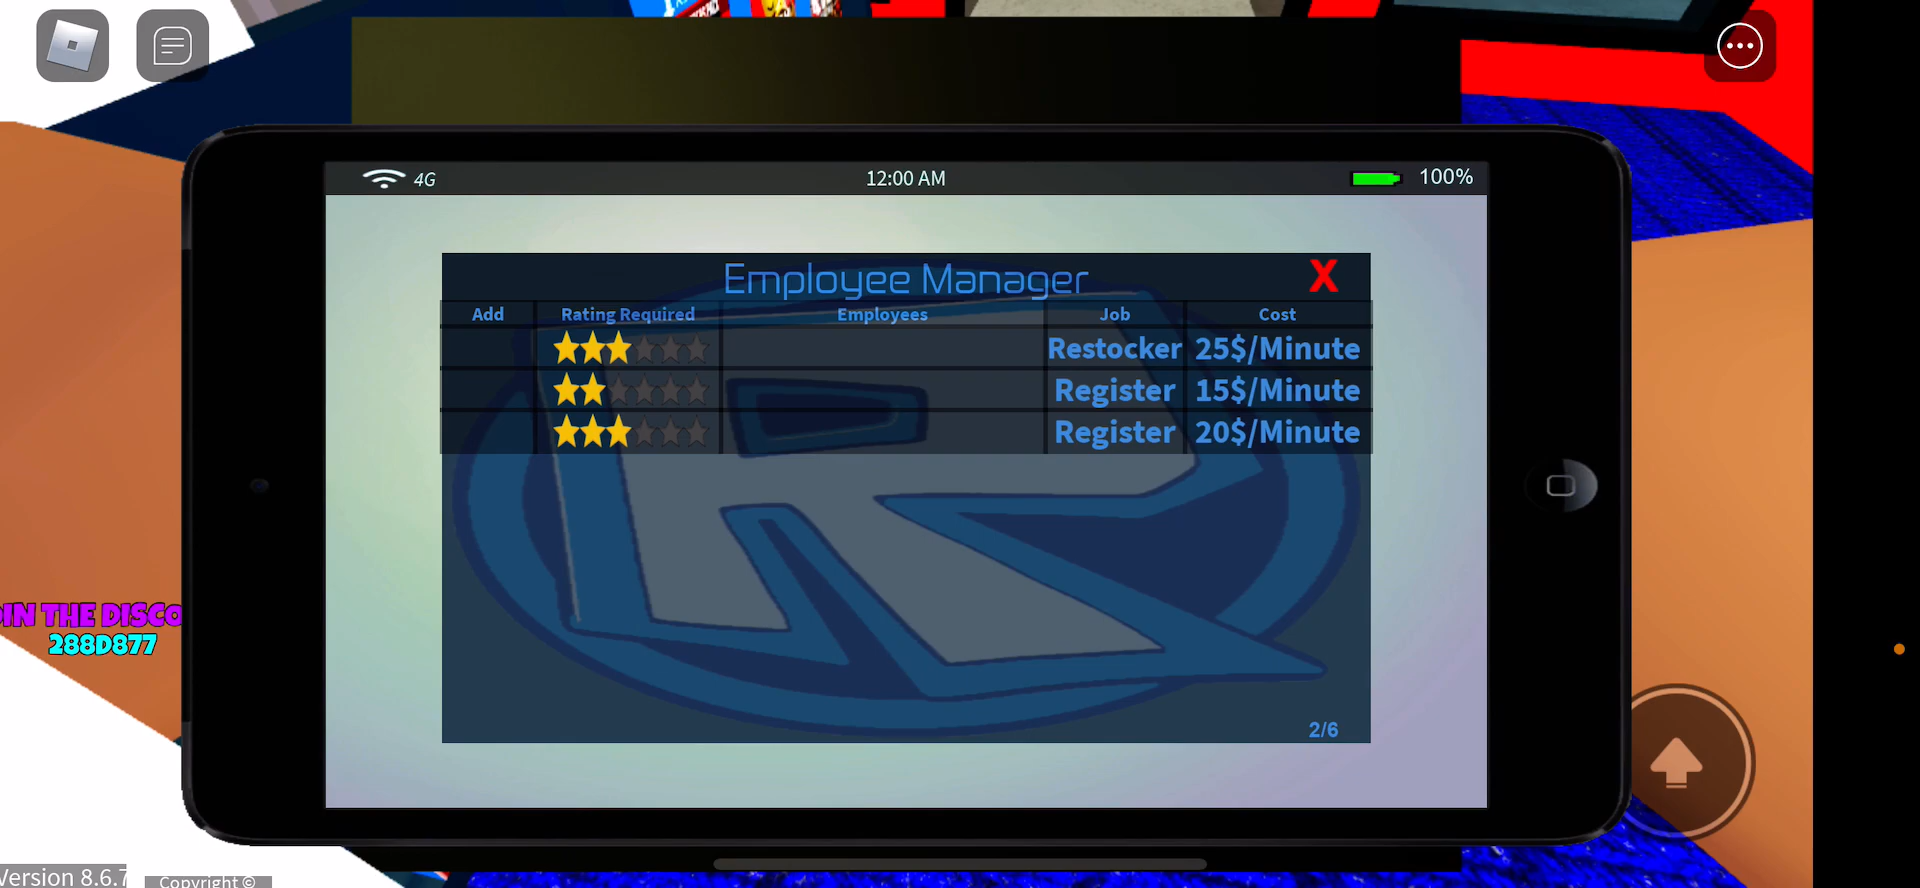 4G 12:00 AM 100%
Employee Manager X
Add Rating Required Employees Job Cost
Restocker 25$/Minute
Register 15$/Minute
Register 20$/Minute
2/6
OIN THE DISCO
288D877
Version 8.6.7
Copyright ©